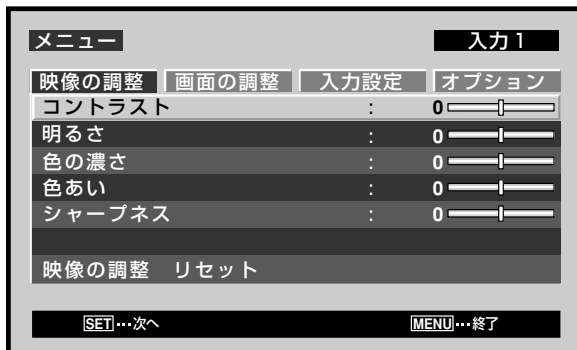 メニュー 入力1
映像の調整 画面の調整 入力設定 オプション
コントラスト : 0
明るさ : 0
色の濃さ : 0
色あい : 0
シャープネス : 0
映像の調整 リセット
SET…次へ MENU…終了